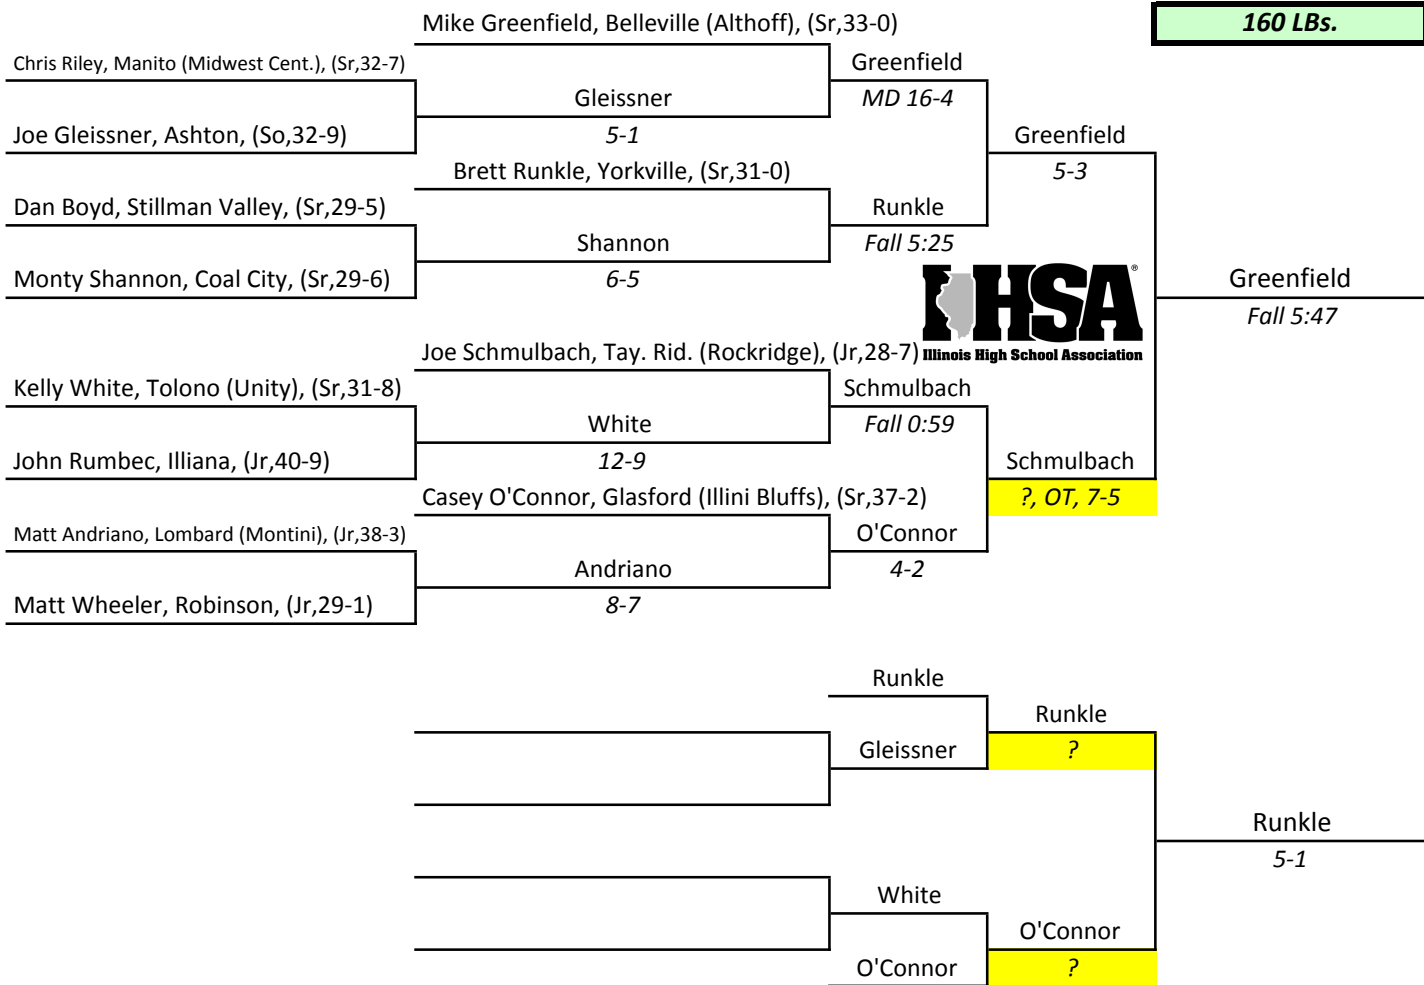 Mike Greenfield, Belleville (Althoff), (Sr,33-0)
160 LBs.
Chris Riley, Manito (Midwest Cent.), (Sr,32-7)
Greenfield
Gleissner
MD 16-4
Joe Gleissner, Ashton, (So,32-9)
5-1
Greenfield
Brett Runkle, Yorkville, (Sr,31-0)
5-3
Dan Boyd, Stillman Valley, (Sr,29-5)
Runkle
Shannon
Fall 5:25
Monty Shannon, Coal City, (Sr,29-6)
6-5
IHSA®
Illinois High School Association
Greenfield
Fall 5:47
Joe Schmulbach, Tay. Rid. (Rockridge), (Jr,28-7)
Kelly White, Tolono (Unity), (Sr,31-8)
Schmulbach
White
Fall 0:59
John Rumbec, Illiana, (Jr,40-9)
12-9
Schmulbach
Casey O'Connor, Glasford (Illini Bluffs), (Sr,37-2)
?, OT, 7-5
Matt Andriano, Lombard (Montini), (Jr,38-3)
O'Connor
Andriano
4-2
Matt Wheeler, Robinson, (Jr,29-1)
8-7
Runkle
Runkle
Gleissner
?
Runkle
5-1
White
O'Connor
O'Connor
?